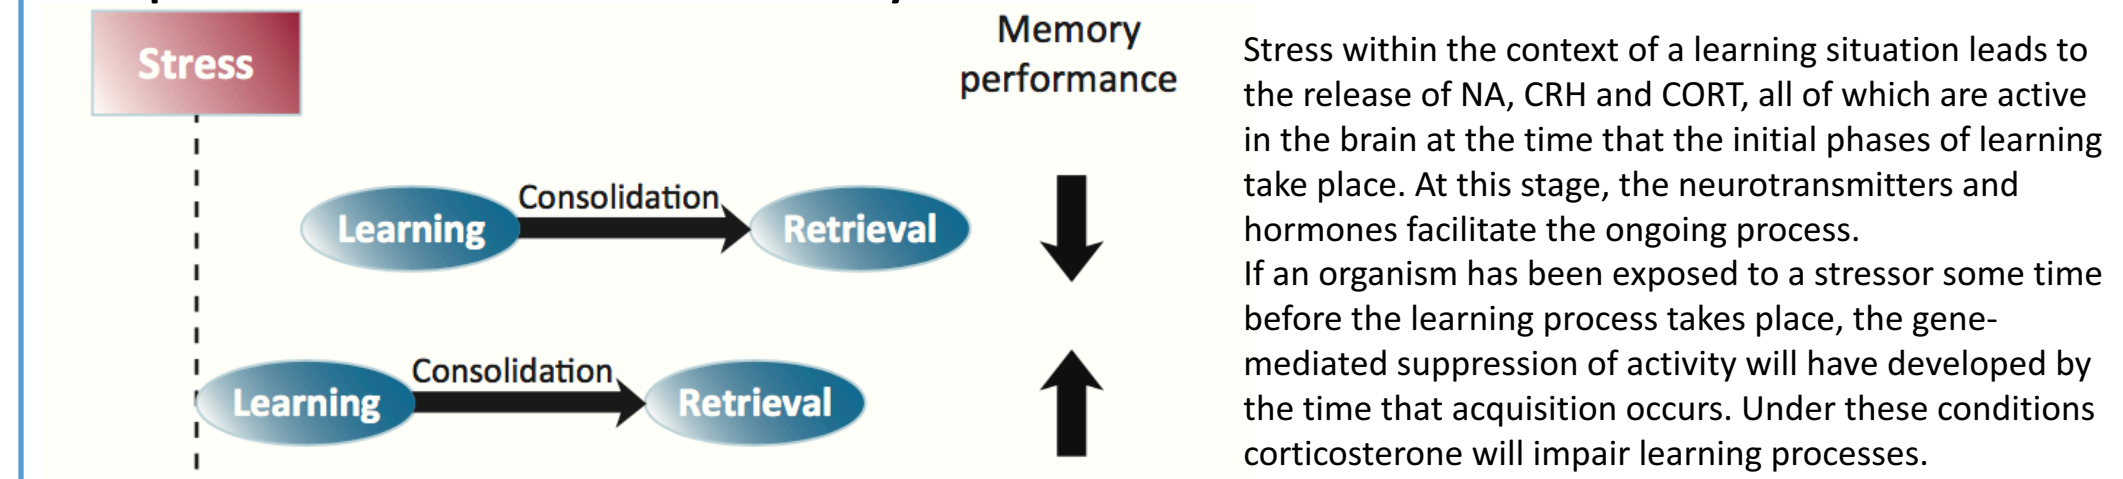 Stress
Memory
performance
Consolidation
Learning
Retrieval
Consolidation
Learning
Retrieval
Stress within the context of a learning situation leads to
the release of NA, CRH and CORT, all of which are active
in the brain at the time that the initial phases of learning
take place. At this stage, the neurotransmitters and
hormones facilitate the ongoing process.
If an organism has been exposed to a stressor some time
before the learning process takes place, the gene-
mediated suppression of activity will have developed by
the time that acquisition occurs. Under these conditions
corticosterone will impair learning processes.